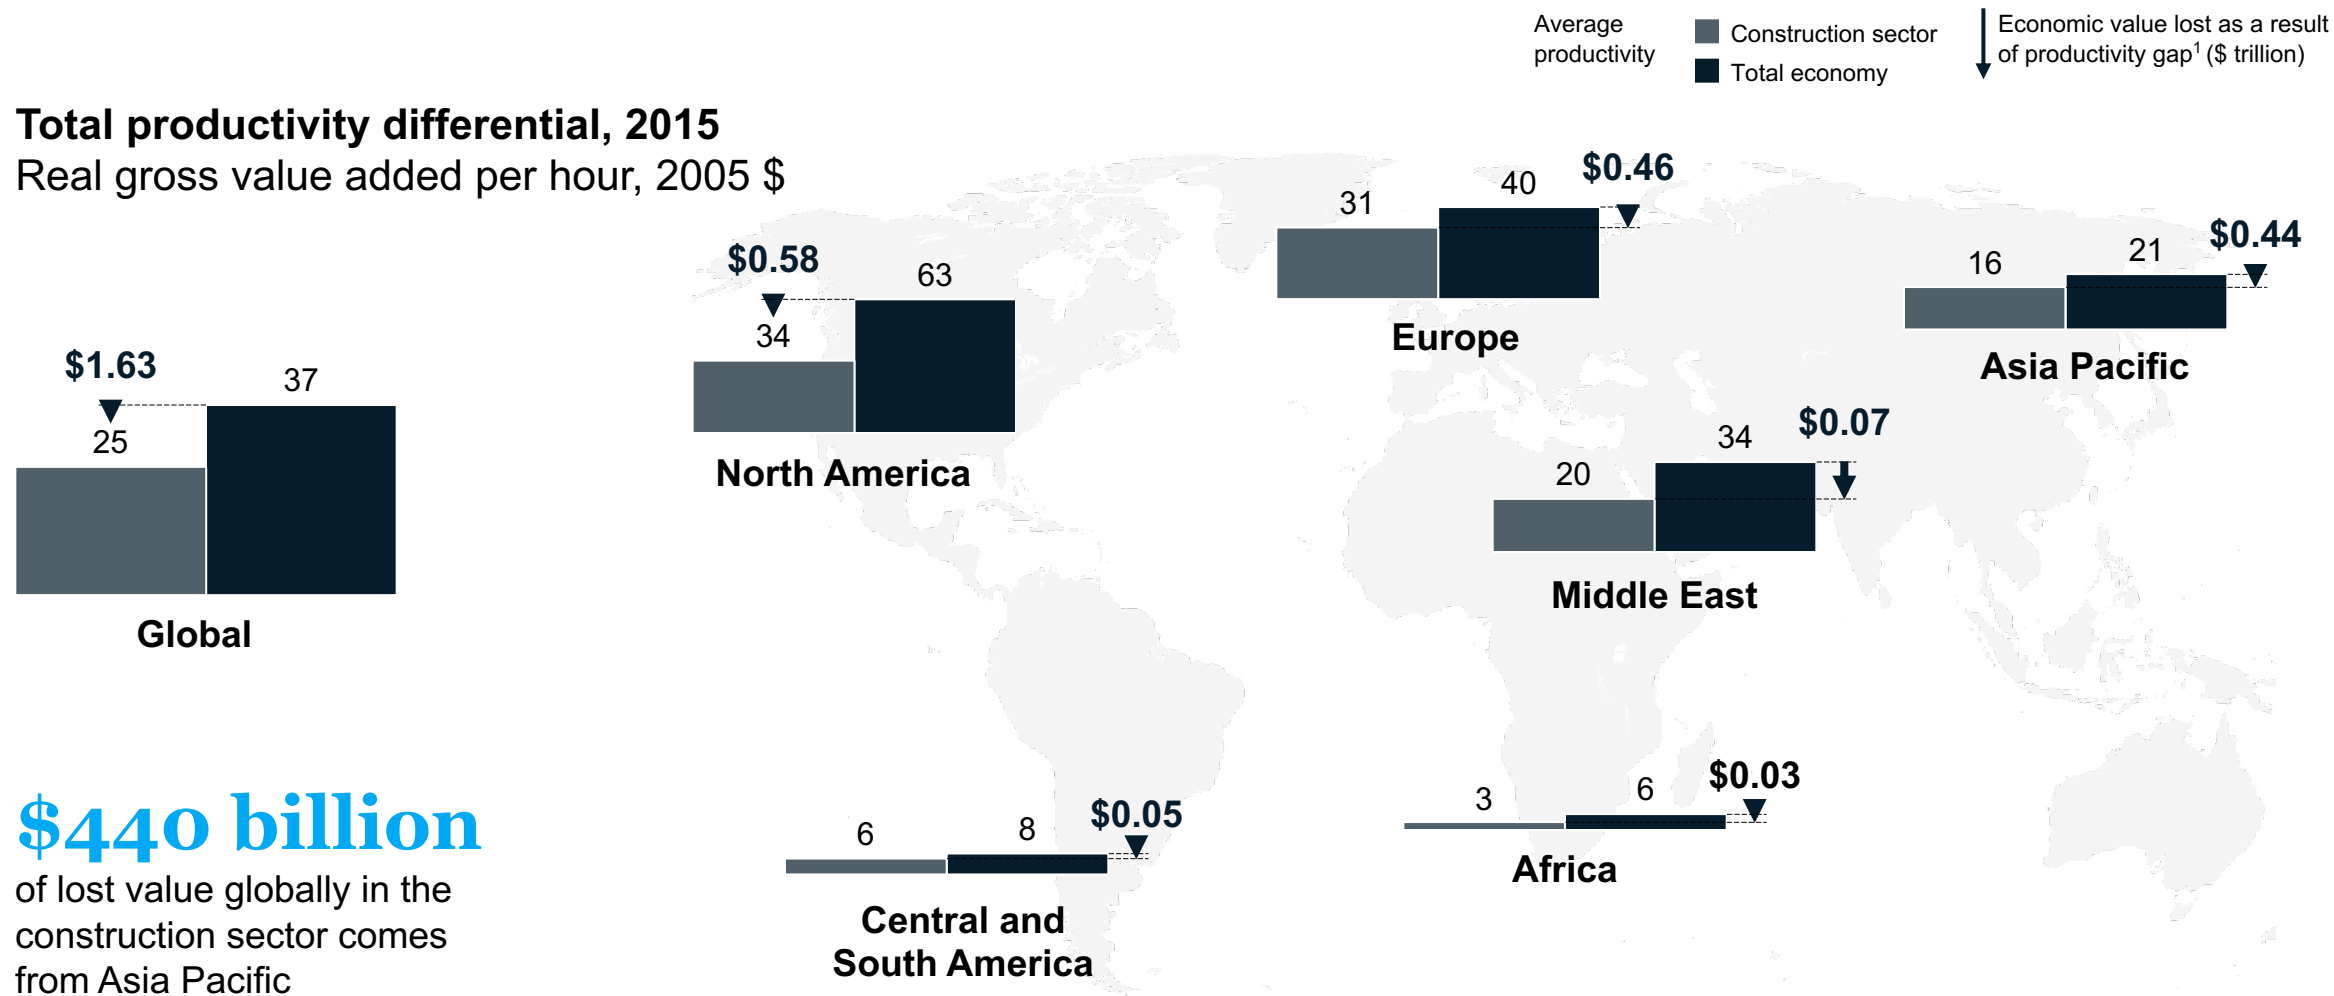 Average
productivity
Construction sector
Total economy
Economic value lost as a result
of productivity gap¹ ($ trillion)
Total productivity differential, 2015
Real gross value added per hour, 2005 $
$1.63
37
25
Global
$0.58
63
34
North America
$0.46
40
31
Europe
$0.44
21
16
Asia Pacific
$0.07
34
20
Middle East
$0.05
8
6
Central and
South America
$0.03
6
3
Africa
$440 billion
of lost value globally in the
construction sector comes
from Asia Pacific